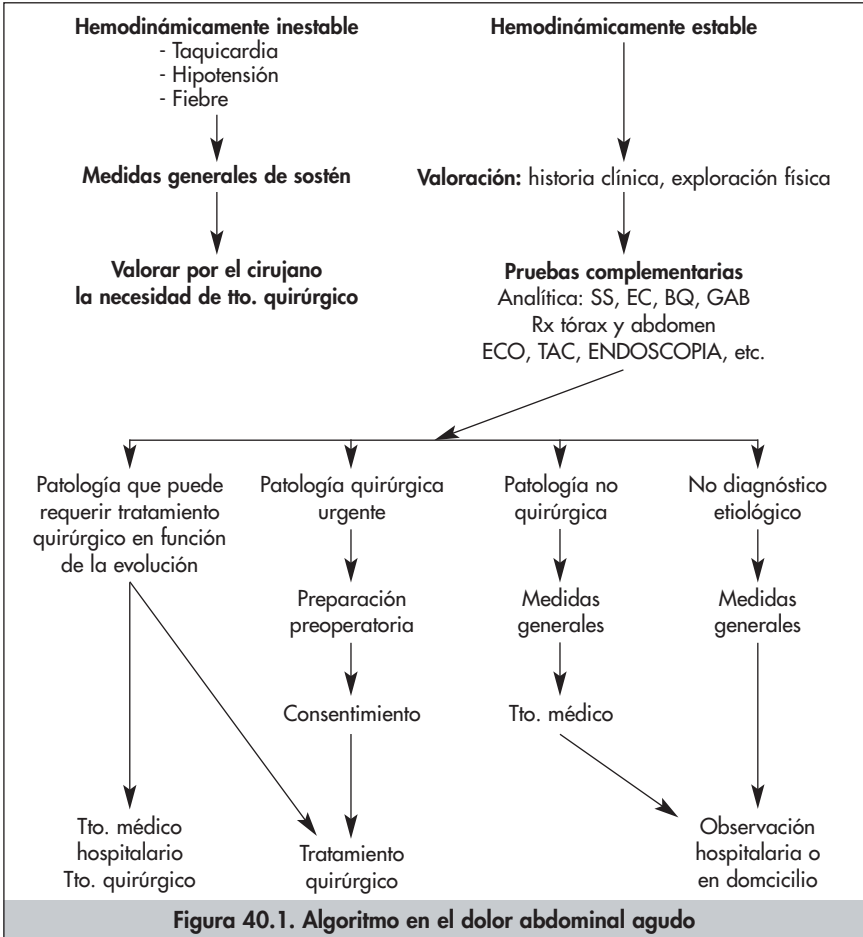 Hemodinámicamente inestable
- Taquicardia
- Hipotensión
- Fiebre
Medidas generales de sostén
Valorar por el cirujano
la necesidad de tto. quirúrgico
Hemodinámicamente estable
Valoración: historia clínica, exploración física
Pruebas complementarias
Analítica: SS, EC, BQ, GAB
Rx tórax y abdomen
ECO, TAC, ENDOSCOPIA, etc.
Patología que puede
requerir tratamiento
quirúrgico en función
de la evolución
Tto. médico
hospitalario
Tto. quirúrgico
Patología quirúrgica
urgente
Preparación
preoperatoria
Consentimiento
Tratamiento
quirúrgico
Patología no
quirúrgica
Medidas
generales
Tto. médico
No diagnóstico
etiológico
Medidas
generales
Observación
hospitalaria o
en domcicilio
Figura 40.1. Algoritmo en el dolor abdominal agudo